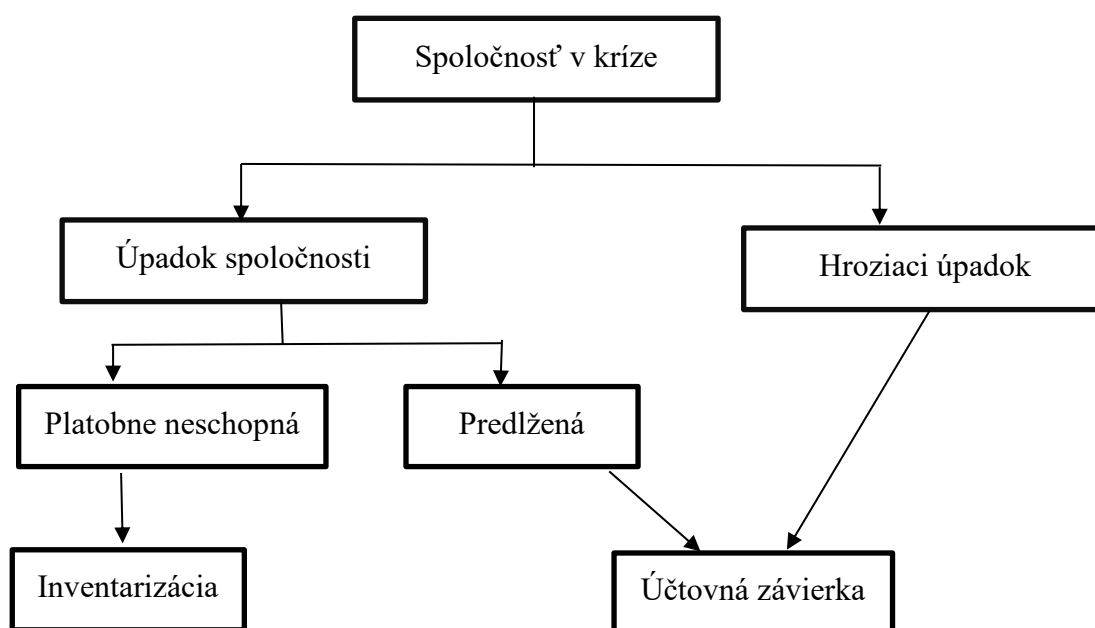 Spoločnosť v kríze
Úpadok spoločnosti
Hroziaci úpadok
Platobne neschopná
Predlžená
Inventarizácia
Účtovná závierka